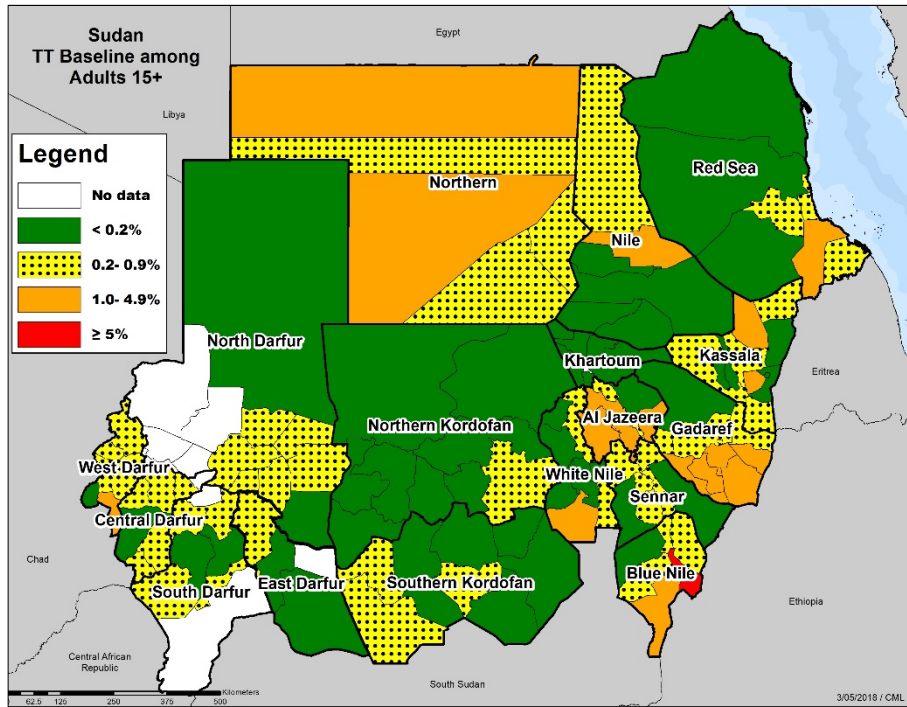 Sudan
TT Baseline among
Adults 15+
Egypt
Libya
Legend
No data
< 0.2%
0.2- 0.9%
1.0- 4.9%
≥ 5%
Red Sea
Northern
Nile
North Darfur
Khartoum
Kassala
Eritrea
Al Jazeera
Northern Kordofan
Gadaref
West Darfur
White Nile
Sennar
Central Darfur
Chad
East Darfur
Southern Kordofan
Blue Nile
South Darfur
Ethiopia
Central African
Republic
South Sudan
Kilometers
0 62.5 125 250 375 500
3/05/2018 / CML